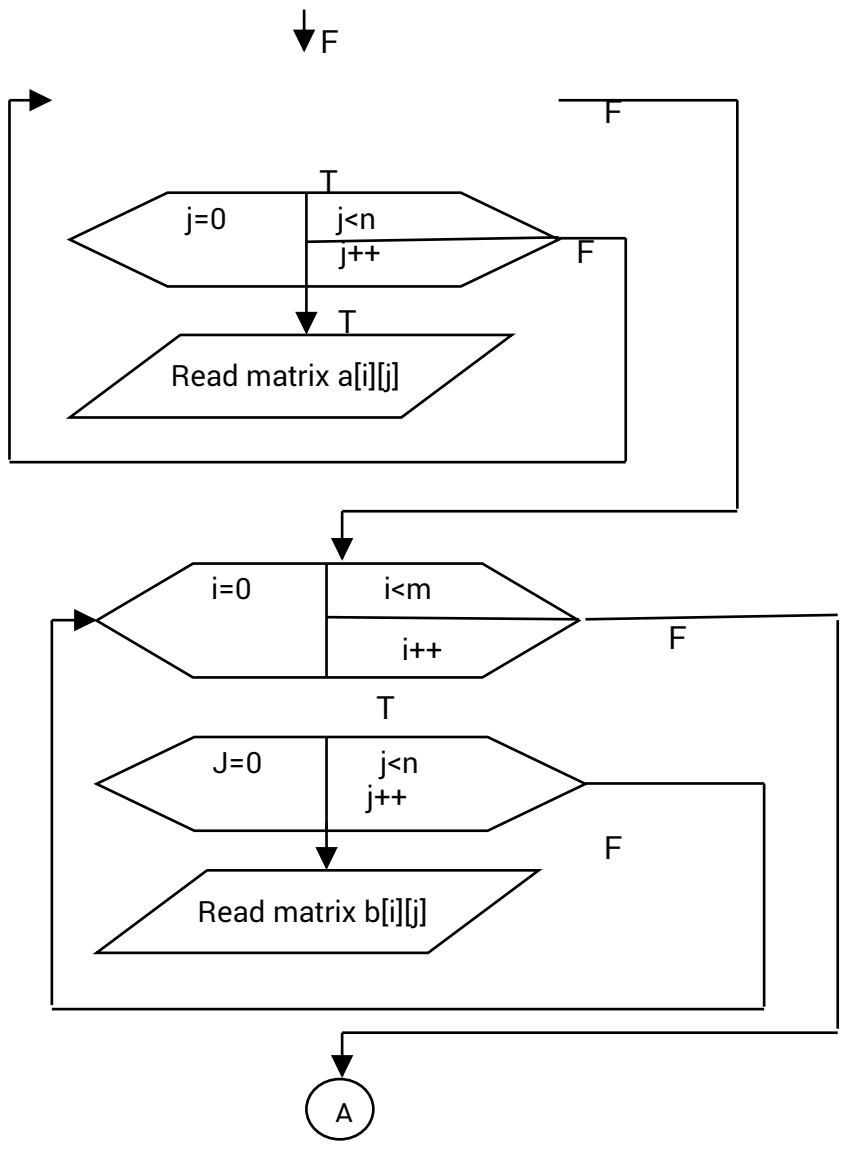 F
F
T
j=0
j<n
j++
F
T
Read matrix a[i][j]
i=0
i<m
i++
F
T
J=0
j<n
j++
F
Read matrix b[i][j]
A